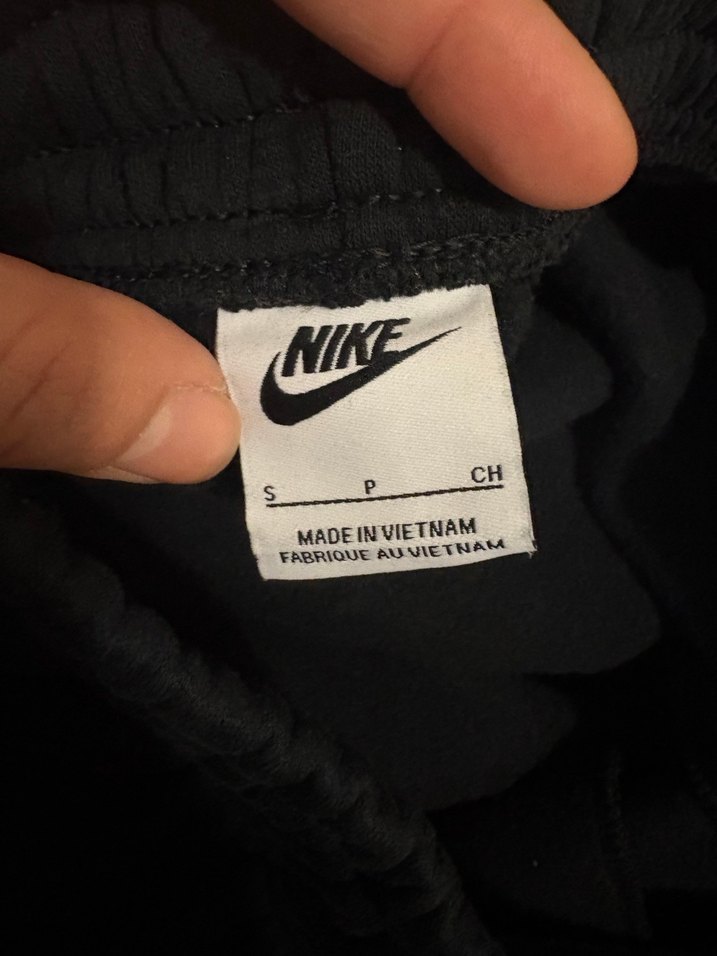 NIKE
S P CH
MADE IN VIETNAM
FABRIQUE AU VIETNAM